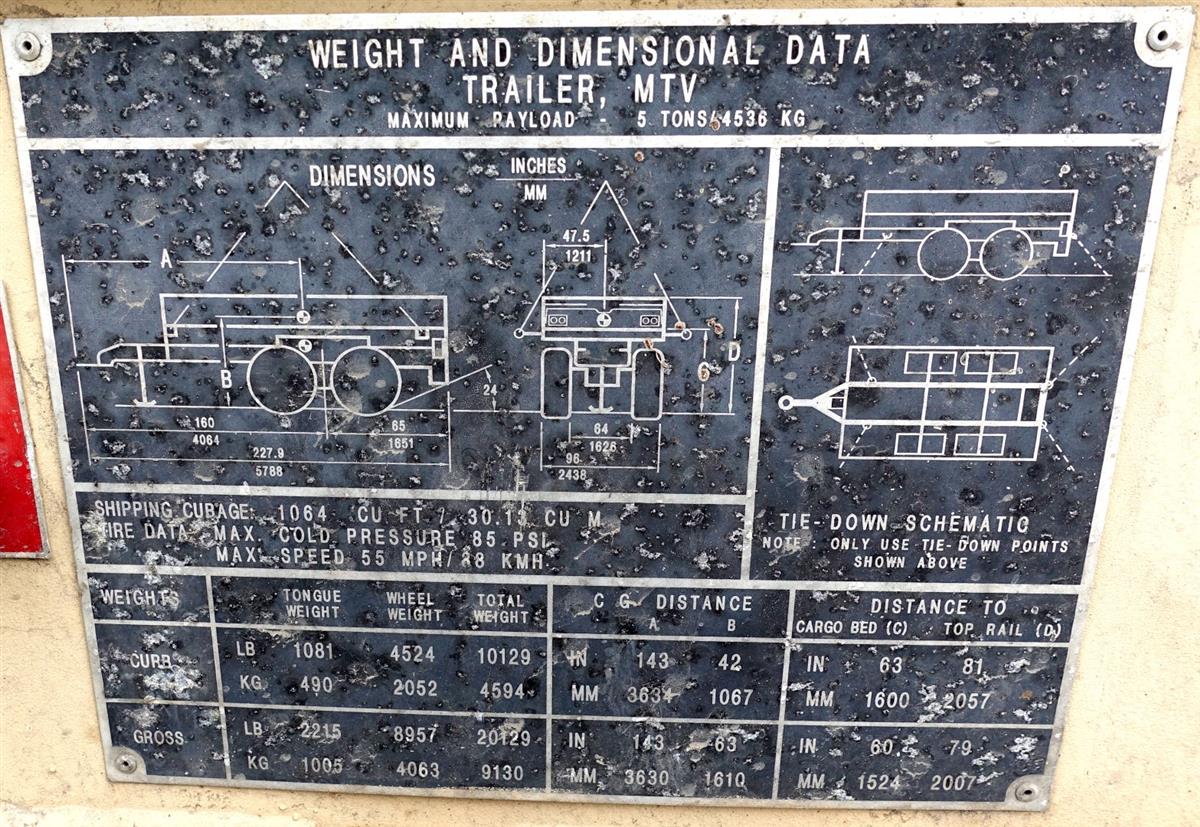 WEIGHT AND DIMENSIONAL DATA
TRAILER, MTV
MAXIMUM PAYLOAD - 5 TONS/4536 KG
DIMENSIONS
INCHES
MM
47.5
1211
A
B
C
D
24
160
4064
65
1651
227.9
5788
64
1626
96
2438
SHIPPING CUBAGE: 1064 CU FT / 30.13 CU M
TIRE DATA: MAX. COLD PRESSURE 85 PSI
MAX. SPEED 55 MPH/88 KMH
TIE-DOWN SCHEMATIC
NOTE: ONLY USE TIE-DOWN POINTS
SHOWN ABOVE
WEIGHTS TONGUE WEIGHT WHEEL WEIGHT TOTAL WEIGHT C G DISTANCE A B DISTANCE TO CARGO BED (C) TOP RAIL (D)
CURB LB 1081 4524 10129 IN 143 42 IN 63 81
KG 490 2052 4594 MM 3634 1067 MM 1600 2057
GROSS LB 2215 8957 20129 IN 143 63 IN 60 79
KG 1005 4063 9130 MM 3630 1610 MM 1524 2007